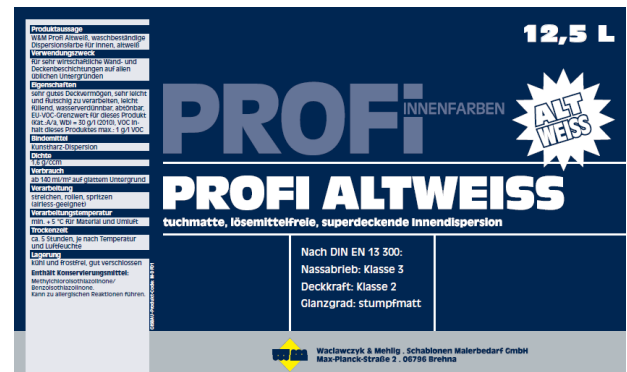 Produktaussage
W&M Profi Altweiß, waschbeständige
Dispersionsfarbe für innen, altweiß
Verwendungszweck
für sehr wirtschaftliche Wand- und
Deckenbeschichtungen auf allen
üblichen Untergründen
Eigenschaften
sehr gutes Deckvermögen, sehr leicht
und flutschig zu verarbeiten, leicht
füllend, wasserverdünnbar, abtönbar,
EU-VOC-Grenzwert für dieses Produkt
(Kat.:A/a, Wb) = 30 g/l (2010), VOC In-
halt dieses Produktes max.: 1 g/l VOC
Bindemittel
Kunstharz-Dispersion
Dichte
1,6 g/ccm
Verbrauch
ab 140 ml/m² auf glattem Untergrund
Verarbeitung
streichen, rollen, spritzen
(airless-geeignet)
Verarbeitungstemperatur
min. + 5 °C für Material und Umluft
Trockenzeit
ca. 5 Stunden, je nach Temperatur
und Luftfeuchte
Lagerung
kühl und frostfrei, gut verschlossen
Enthält Konservierungsmittel:
Methylchloroisothiazolinone/
Benzoisothiazolinone.
Kann zu allergischen Reaktionen führen.
12,5 L
PROFi
INNENFARBEN
ALT
WEISS
PROFI ALTWEISS
tuchmatte, lösemittelfreie, superdeckende Innendispersion
Nach DIN EN 13 300:
Nassabrieb: Klasse 3
Deckkraft: Klasse 2
Glanzgrad: stumpfmatt
Waclawczyk & Mehlig . Schablonen Malerbedarf GmbH
Max-Planck-Straße 2 . 06796 Brehna